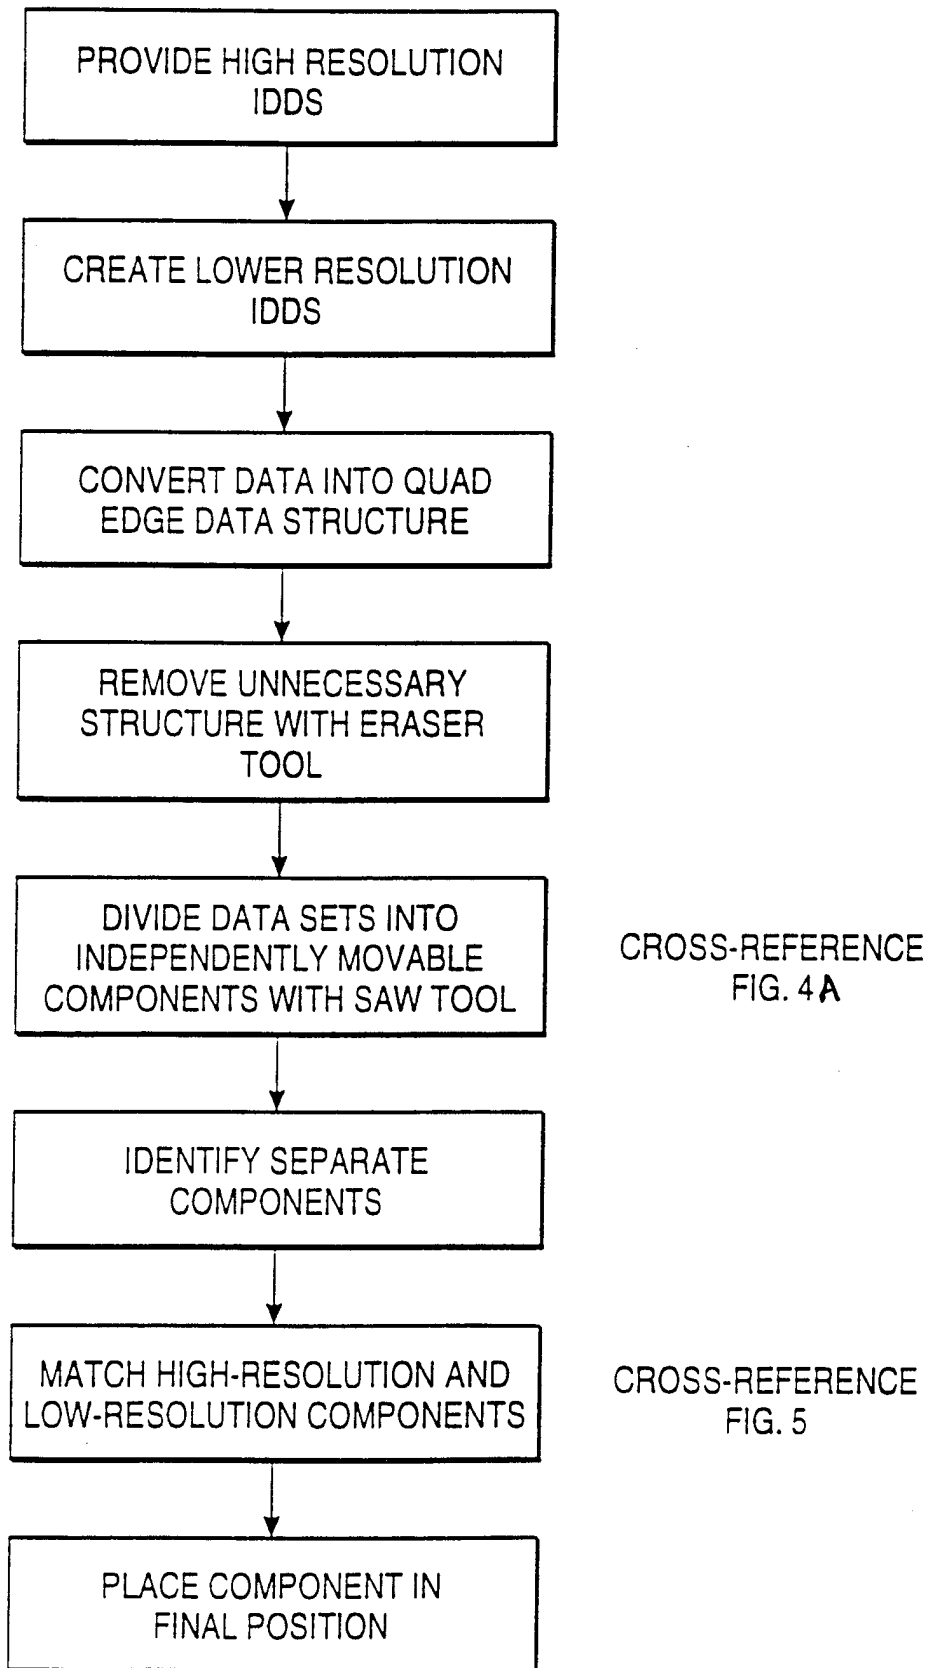 PROVIDE HIGH RESOLUTION
IDDS
CREATE LOWER RESOLUTION
IDDS
CONVERT DATA INTO QUAD
EDGE DATA STRUCTURE
REMOVE UNNECESSARY
STRUCTURE WITH ERASER
TOOL
DIVIDE DATA SETS INTO
INDEPENDENTLY MOVABLE
COMPONENTS WITH SAW TOOL
CROSS-REFERENCE
FIG. 4A
IDENTIFY SEPARATE
COMPONENTS
MATCH HIGH-RESOLUTION AND
LOW-RESOLUTION COMPONENTS
CROSS-REFERENCE
FIG. 5
PLACE COMPONENT IN
FINAL POSITION